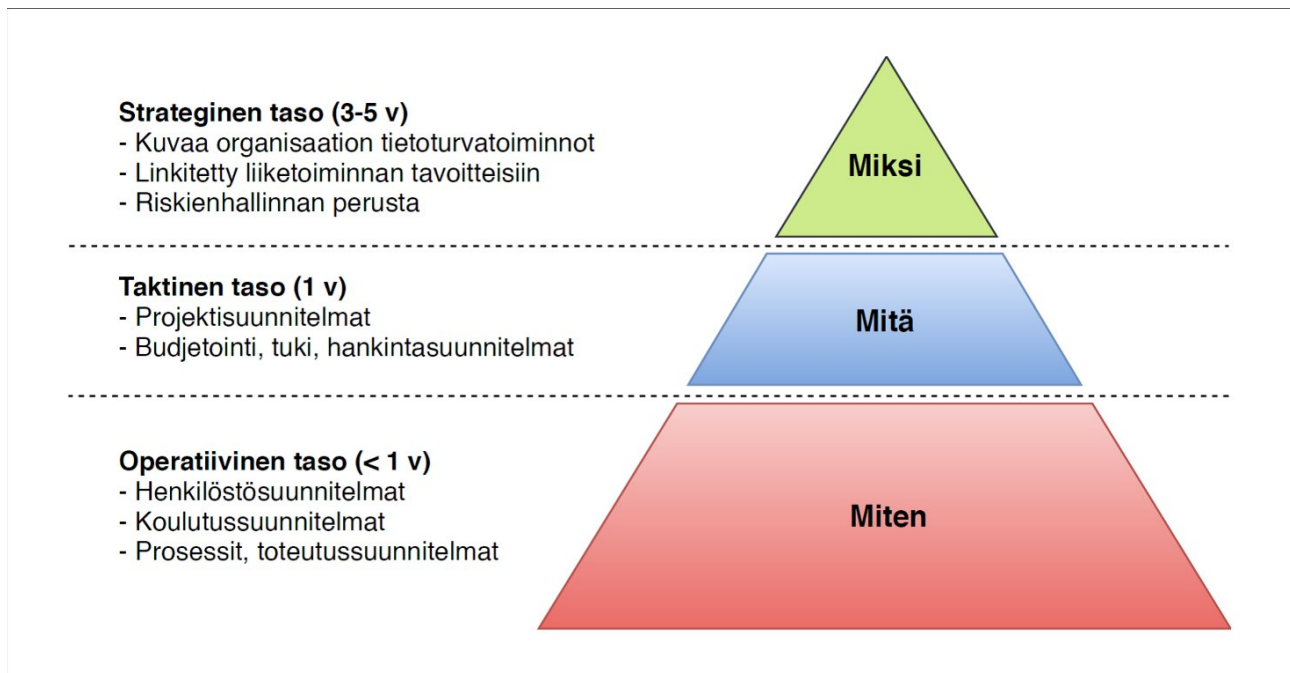 Strateginen taso (3-5 v)
- Kuvaa organisaation tietoturvatoiminnot
- Linkitetty liiketoiminnan tavoitteisiin
- Riskienhallinnan perusta
Miksi
Taktinen taso (1 v)
- Projektisuunnitelmat
- Budjetointi, tuki, hankintasuunnitelmat
Mitä
Operatiivinen taso (< 1 v)
- Henkilöstösuunnitelmat
- Koulutussuunnitelmat
- Prosessit, toteutussuunnitelmat
Miten